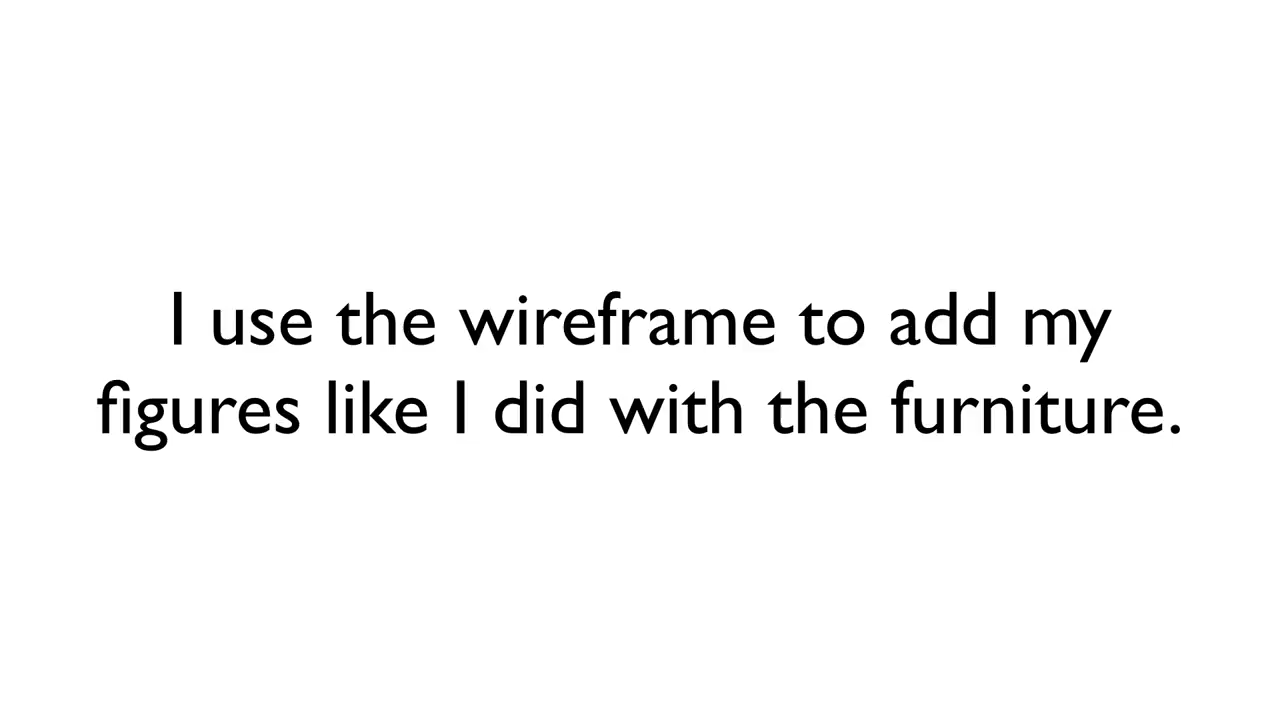 I use the wireframe to add my
figures like I did with the furniture.